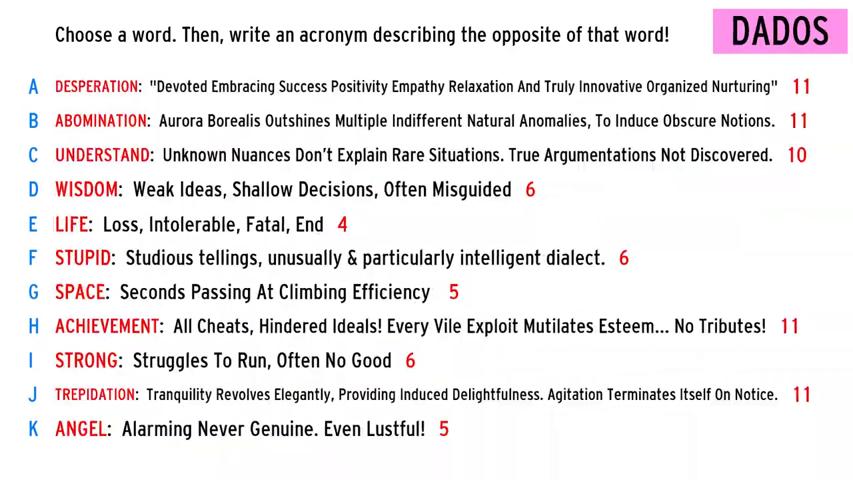 Choose a word. Then, write an acronym describing the opposite of that word!
DADOS
A DESPERATION: "Devoted Embracing Success Positivity Empathy Relaxation And Truly Innovative Organized Nurturing" 11
B ABOMINATION: Aurora Borealis Outshines Multiple Indifferent Natural Anomalies, To Induce Obscure Notions. 11
C UNDERSTAND: Unknown Nuances Don't Explain Rare Situations. True Argumentations Not Discovered. 10
D WISDOM: Weak Ideas, Shallow Decisions, Often Misguided 6
E LIFE: Loss, Intolerable, Fatal, End 4
F STUPID: Studious tellings, unusually & particularly intelligent dialect. 6
G SPACE: Seconds Passing At Climbing Efficiency 5
H ACHIEVEMENT: All Cheats, Hindered Ideals! Every Vile Exploit Mutilates Esteem... No Tributes! 11
I STRONG: Struggles To Run, Often No Good 6
J TREPIDATION: Tranquility Revolves Elegantly, Providing Induced Delightfulness. Agitation Terminates Itself On Notice. 11
K ANGEL: Alarming Never Genuine. Even Lustful! 5